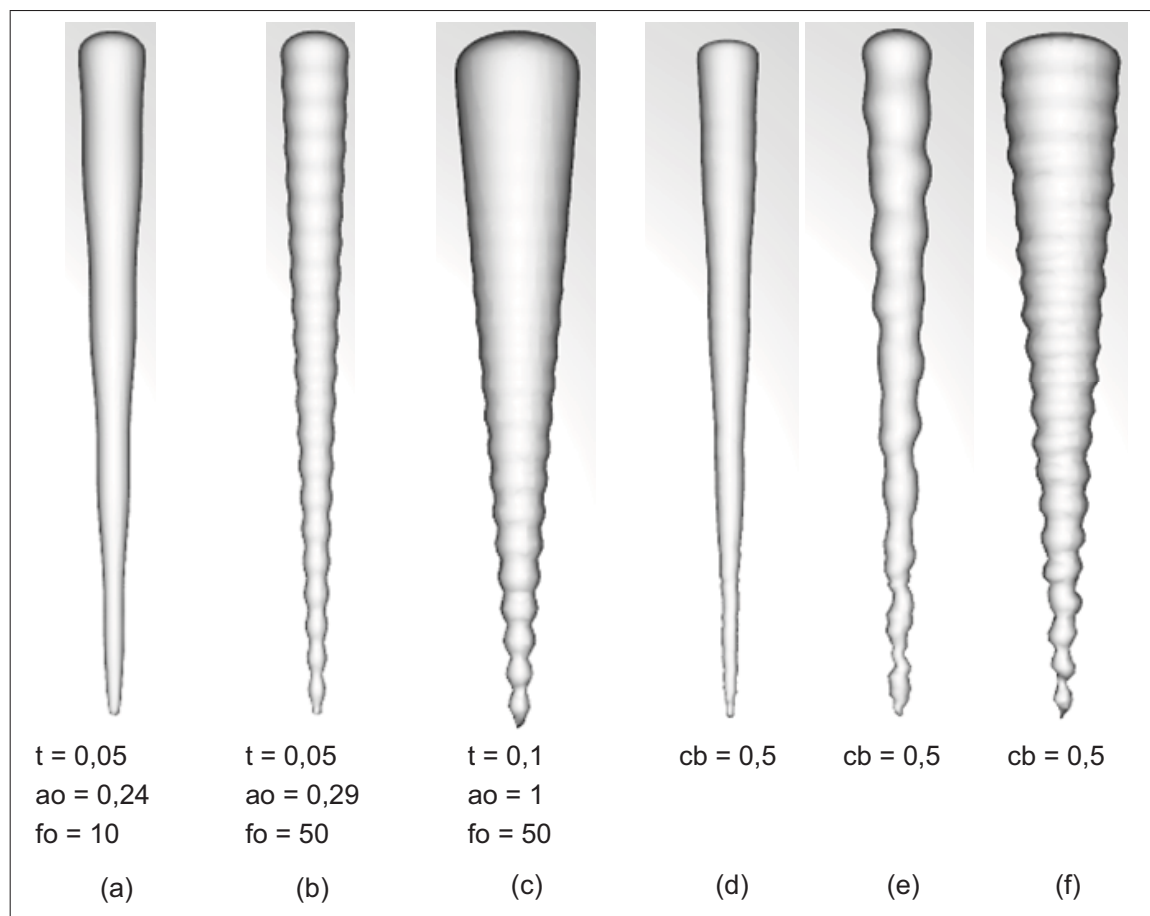 t = 0,05 t = 0,05 t = 0,1 cb = 0,5 cb = 0,5 cb = 0,5
ao = 0,24 ao = 0,29 ao = 1
fo = 10 fo = 50 fo = 50
(a) (b) (c) (d) (e) (f)